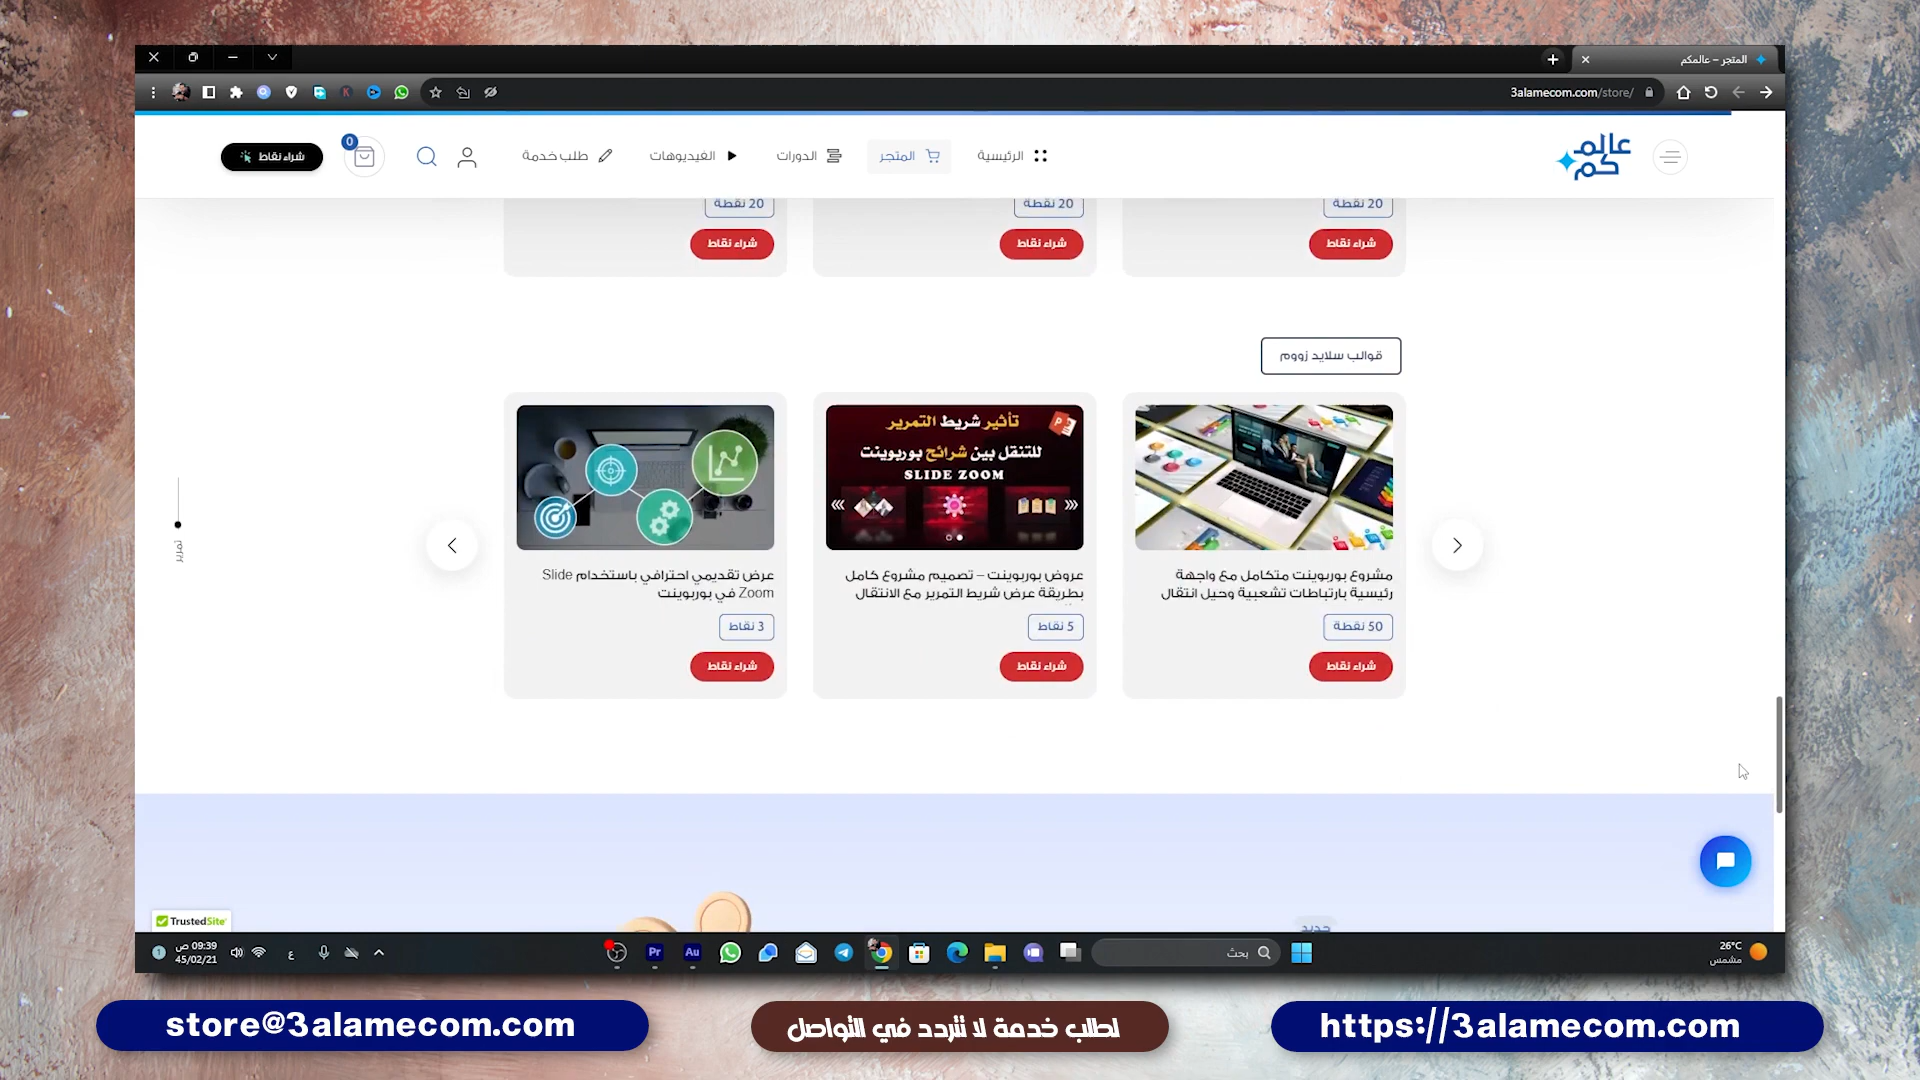 المتجر – عالمكم
3alamecom.com/store/
عالم
كم
الرئيسية
المتجر
الدورات
الفيديوهات
طلب خدمة
0
شراء نقاط
20 نقطة
20 نقطة
20 نقطة
شراء نقاط
شراء نقاط
شراء نقاط
قوالب سلايد زووم
تأثير شريط التمرير
للتنقل بين شرائح بوربوينت
SLIDE ZOOM
مشروع بوربوينت متكامل مع واجهة
رئيسية بارتباطات تشعبية وحيل انتقال
50 نقطة
شراء نقاط
عروض بوربوينت – تصميم مشروع كامل
بطريقة عرض شريط التمرير مع الانتقال
5 نقاط
شراء نقاط
عرض تقديمي احترافي باستخدام Slide
Zoom في بوربوينت
3 نقاط
شراء نقاط
تمرير
جديد
TrustedSite
26°C
مشمس
بحث
Pr
Au
ع
09:39 ص
45/02/21
1
https://3alamecom.com
لطلب خدمة لا تتردد في التواصل
store@3alamecom.com